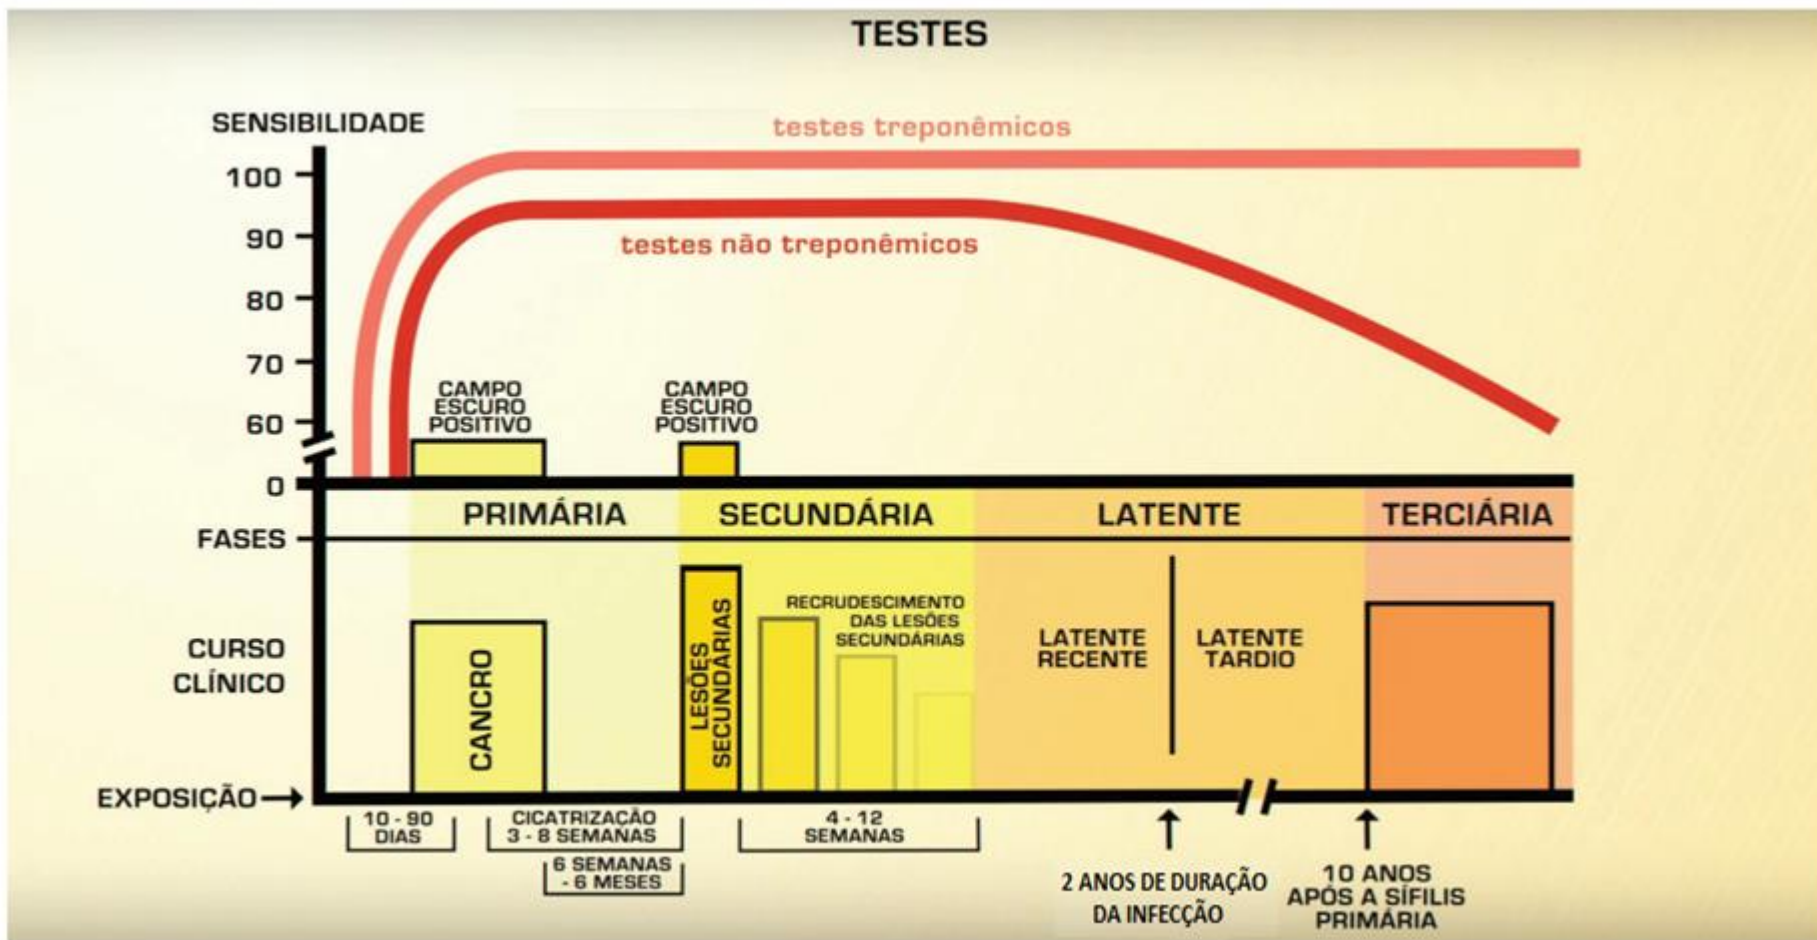 TESTES
SENSIBILIDADE
testes treponêmicos
100
90
testes não treponêmicos
80
70
60
CAMPO
ESCURO
POSITIVO
CAMPO
ESCURO
POSITIVO
0
PRIMÁRIA
SECUNDÁRIA
LATENTE
TERCIÁRIA
FASES
CURSO
CLÍNICO
CANCRO
LESÕES
SECUNDÁRIAS
RECRUDESCIMENTO
DAS LESÕES
SECUNDÁRIAS
LATENTE
RECENTE
LATENTE
TARDIO
EXPOSIÇÃO
10 - 90
DIAS
CICATRIZAÇÃO
3 - 8 SEMANAS
6 SEMANAS
- 6 MESES
4 - 12
SEMANAS
2 ANOS DE DURAÇÃO
DA INFECÇÃO
10 ANOS
APÓS A SÍFILIS
PRIMÁRIA